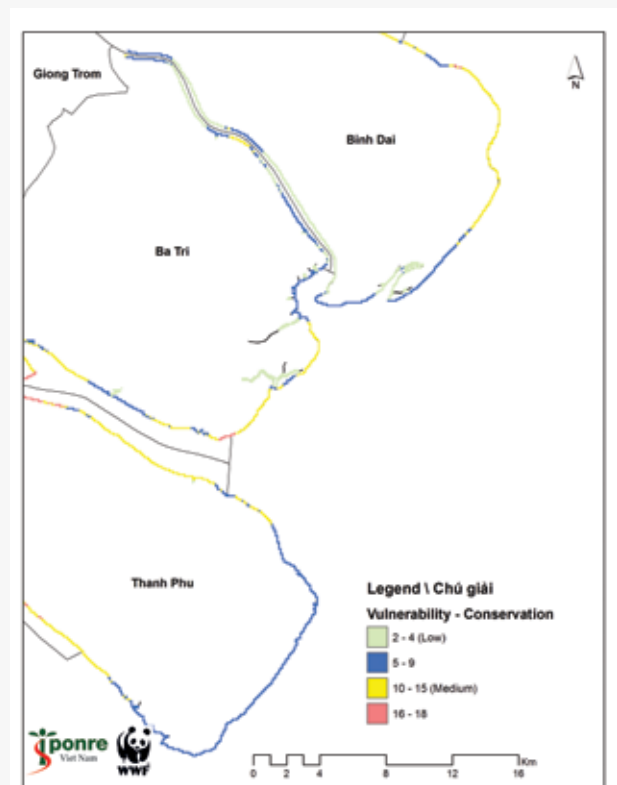 Giong Trom
Binh Dai
N
Ba Tri
Thanh Phu
Legend \ Chú giải
Vulnerability - Conservation
2 - 4 (Low)
5 - 9
10 - 15 (Medium)
16 - 18
iponre
Viet Nam
WWF
Km
0 2 4 8 12 16